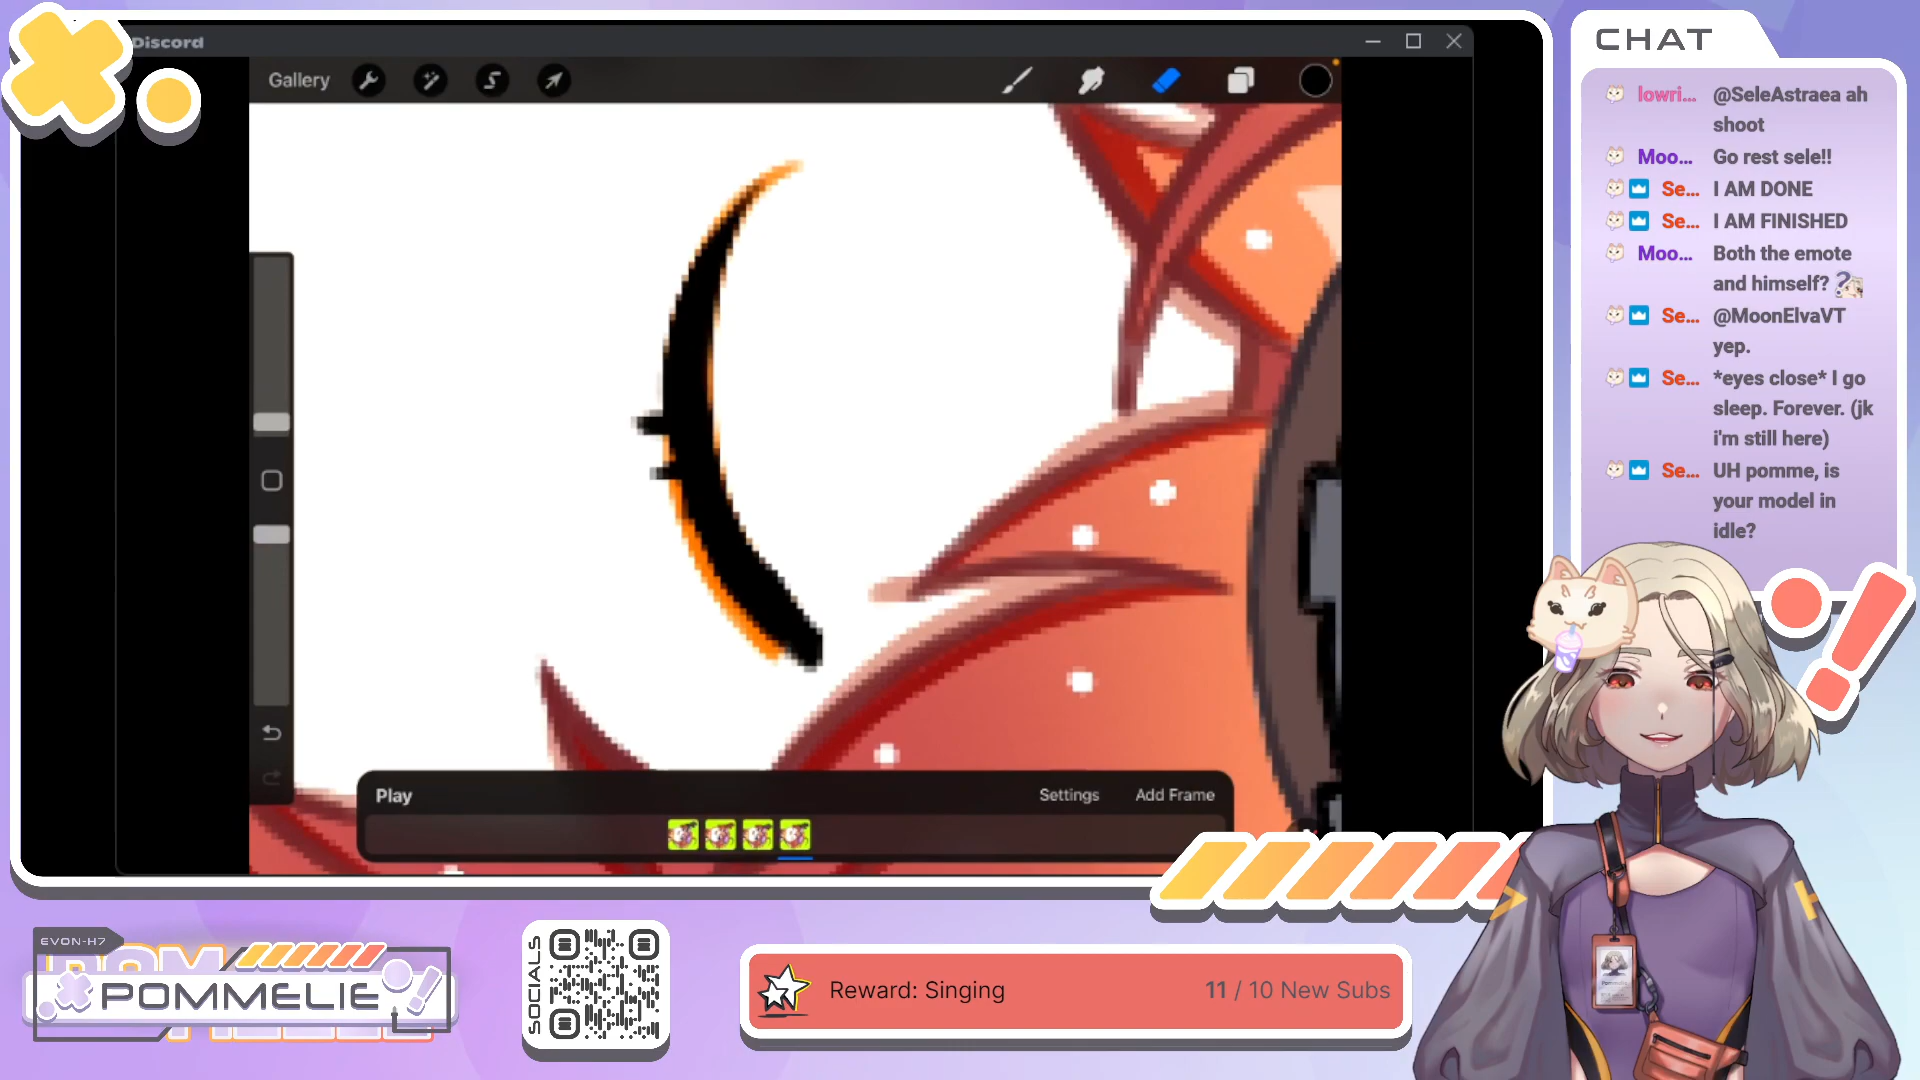 Discord
Gallery
Play
Settings
Add Frame
CHAT
lowri... @SeleAstraea ah
shoot
Moo... Go rest sele!!
Se... I AM DONE
Se... I AM FINISHED
Moo... Both the emote
and himself?
Se... @MoonElvaVT
yep.
Se... *eyes close* I go
sleep. Forever. (jk
i'm still here)
Se... UH pomme, is
your model in
idle?
EVON-H7
POMMELIE
SOCIALS
Reward: Singing
11 / 10 New Subs